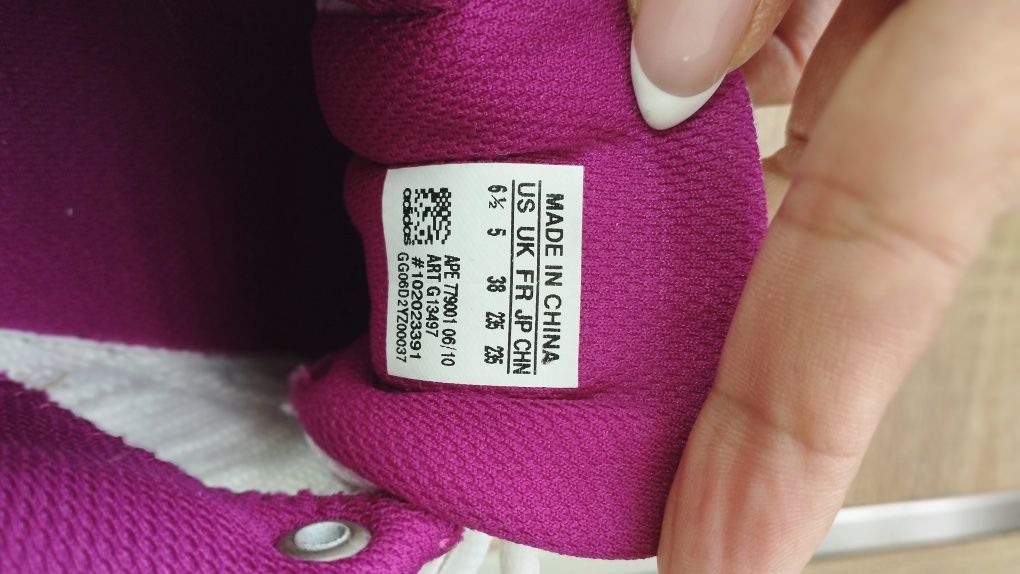 MADE IN CHINA
US UK FR JP CHN
6½ 5 38 235 235
adidas
APE 779001 06/10
ART G13497
#102023391
GG06D2YZ00037